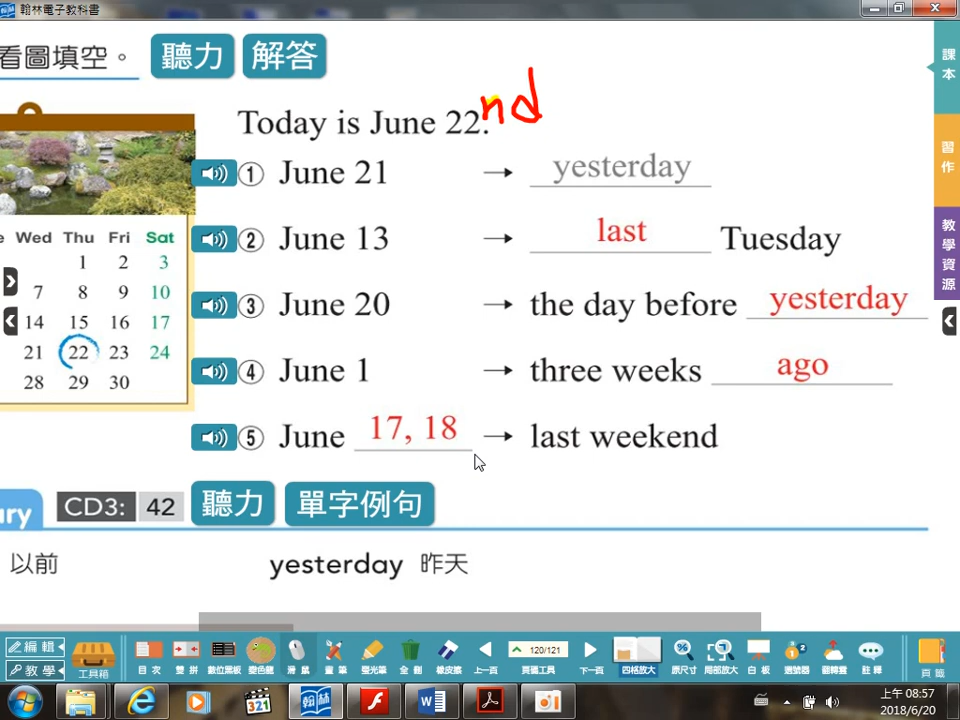 翰林電子教科書
看圖填空。 聽力 解答
課本
習作
教學資源
Today is June 22.nd
① June 21 → yesterday
② June 13 → last Tuesday
③ June 20 → the day before yesterday
④ June 1 → three weeks ago
⑤ June 17, 18 → last weekend
e Wed Thu Fri Sat
1 2 3
7 8 9 10
14 15 16 17
21 22 23 24
28 29 30
ary CD3: 42 聽力 單字例句
以前 yesterday 昨天
編輯
教學
工具箱 目次 雙拼 數位黑板 變色龍 滑鼠 畫筆 螢光筆 全刪 橡皮擦 上一頁 120/121 頁碼工具 下一頁 四格放大 原尺寸 局部放大 白板 選號器 翻轉雲 註釋 頁籤
321 翰林 W
上午 08:57
2018/6/20